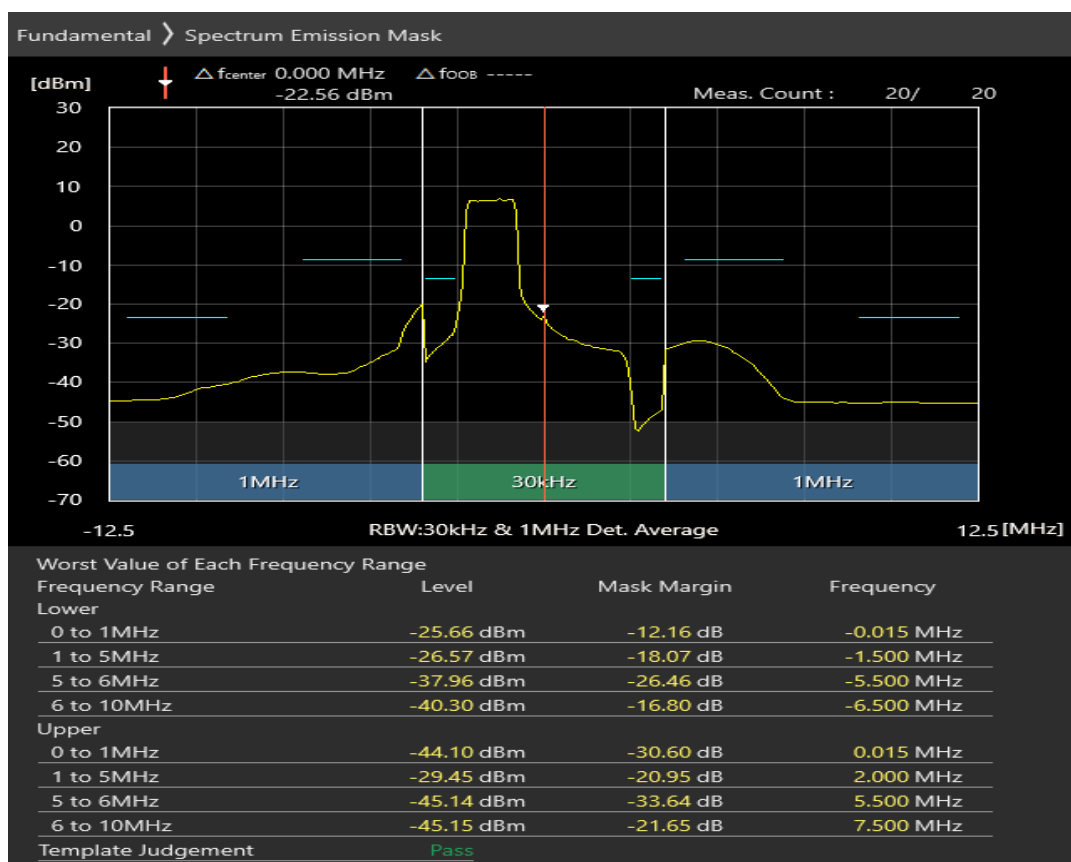 Fundamental ❯ Spectrum Emission Mask
△ fcenter 0.000 MHz △ fOOB -----
[dBm] -22.56 dBm Meas. Count : 20/ 20
30
20
10
0
-10
-20
-30
-40
-50
-60
1MHz 30kHz 1MHz
-70
-12.5 RBW:30kHz & 1MHz Det. Average 12.5 [MHz]
Worst Value of Each Frequency Range
Frequency Range Level Mask Margin Frequency
Lower
0 to 1MHz -25.66 dBm -12.16 dB -0.015 MHz
1 to 5MHz -26.57 dBm -18.07 dB -1.500 MHz
5 to 6MHz -37.96 dBm -26.46 dB -5.500 MHz
6 to 10MHz -40.30 dBm -16.80 dB -6.500 MHz
Upper
0 to 1MHz -44.10 dBm -30.60 dB 0.015 MHz
1 to 5MHz -29.45 dBm -20.95 dB 2.000 MHz
5 to 6MHz -45.14 dBm -33.64 dB 5.500 MHz
6 to 10MHz -45.15 dBm -21.65 dB 7.500 MHz
Template Judgement Pass